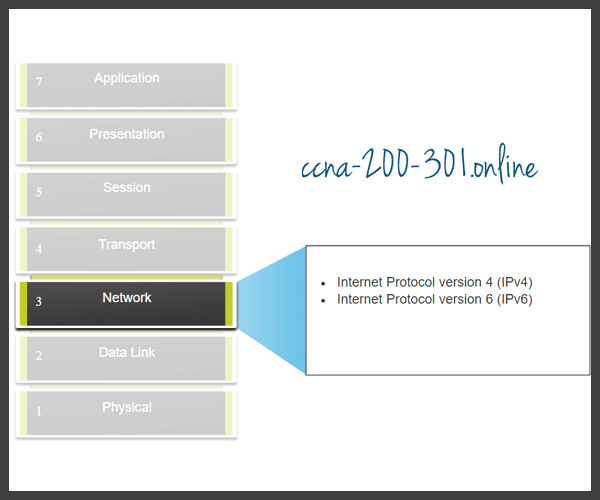 7 Application
6 Presentation
5 Session
4 Transport
3 Network
2 Data Link
1 Physical
ccna-200-301.online
• Internet Protocol version 4 (IPv4)
• Internet Protocol version 6 (IPv6)